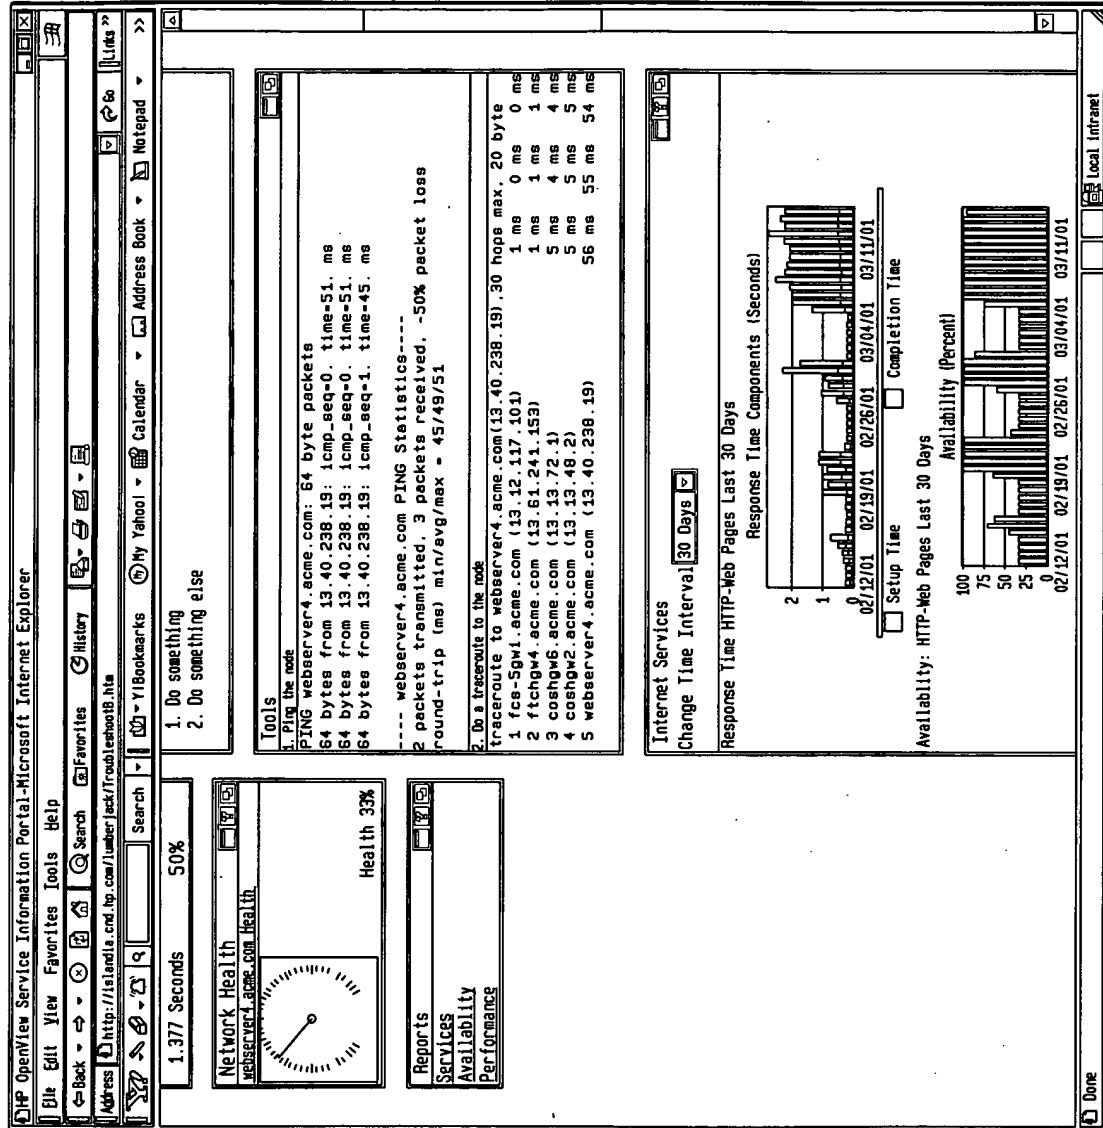 HP OpenView Service Information Portal-Microsoft Internet Explorer
File Edit View Favorites Tools Help
Back Search Favorites History
Address http://islandia.cnd.hp.com/lumberjack/Troubleshoot8.htm Go Links »
Search Y!Bookmarks My Yahoo! Calendar Address Book Notepad »
1.377 Seconds 50%
Network Health
webserver4.acme.com Health
Health 33%
Reports
Services
Availablity
Performance
1. Do something
2. Do something else
Tools
1. Ping the node
PING webserver4.acme.com: 64 byte packets
64 bytes from 13.40.238.19: icmp_seq=0. time=51. ms
64 bytes from 13.40.238.19: icmp_seq=0. time=51. ms
64 bytes from 13.40.238.19: icmp_seq=1. time=45. ms
---- webserver4.acme.com PING Statistics----
2 packets transmitted, 3 packets received, -50% packet loss
round-trip (ms) min/avg/max = 45/49/51
2. Do a traceroute to the node
traceroute to webserver4.acme.com(13.40.238.19),30 hops max, 20 byte
1 fcs-5gw1.acme.com (13.12.117.101) 1 ms 0 ms 0 ms
2 ftchgw4.acme.com (13.61.241.153) 1 ms 1 ms 1 ms
3 coshgw6.acme.com (13.13.72.1) 5 ms 4 ms 4 ms
4 coshgw2.acme.com (13.13.48.2) 5 ms 5 ms 5 ms
5 webserver4.acme.com (13.40.238.19) 56 ms 55 ms 54 ms
Internet Services
Change Time Interval 30 Days
Response Time HTTP-Web Pages Last 30 Days
Response Time Components (Seconds)
2
1
0
02/12/01 02/19/01 02/26/01 03/04/01 03/11/01
Setup Time Completion Time
Availablity: HTTP-Web Pages Last 30 Days
Availability (Percent)
100
75
50
25
0
02/12/01 02/19/01 02/26/01 03/04/01 03/11/01
Done Local intranet